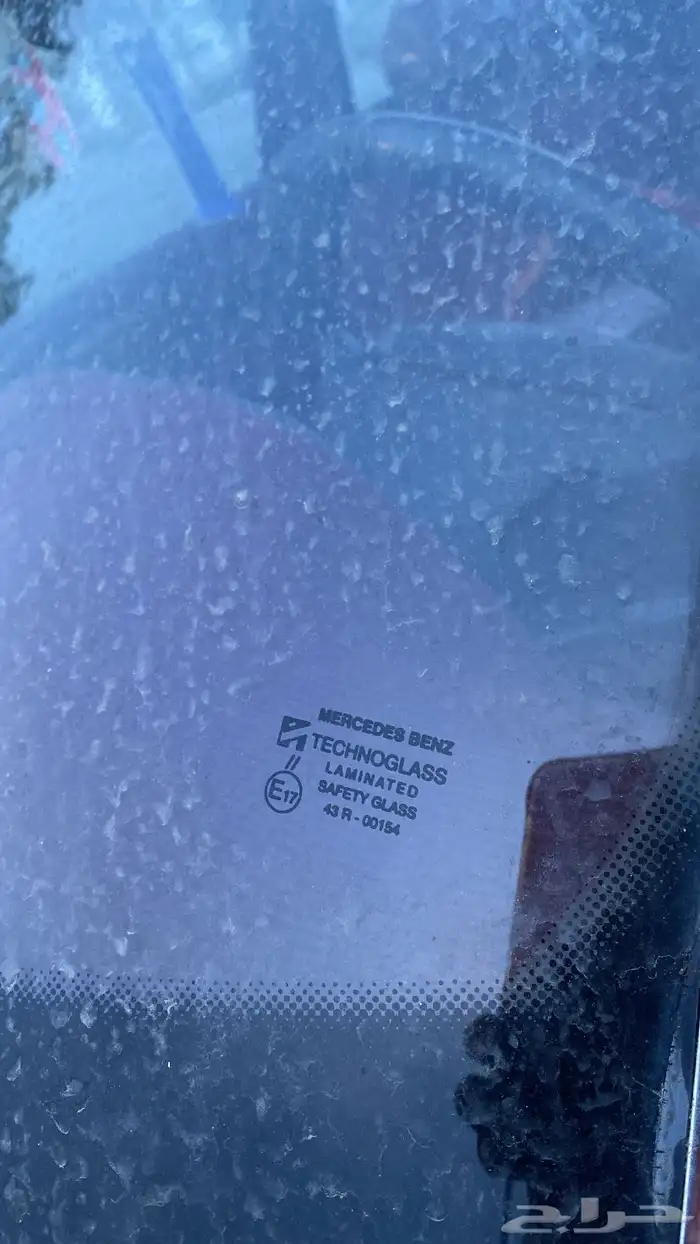 MERCEDES BENZ
TECHNOGLASS
LAMINATED
SAFETY GLASS
43 R - 00154
E17
حراج